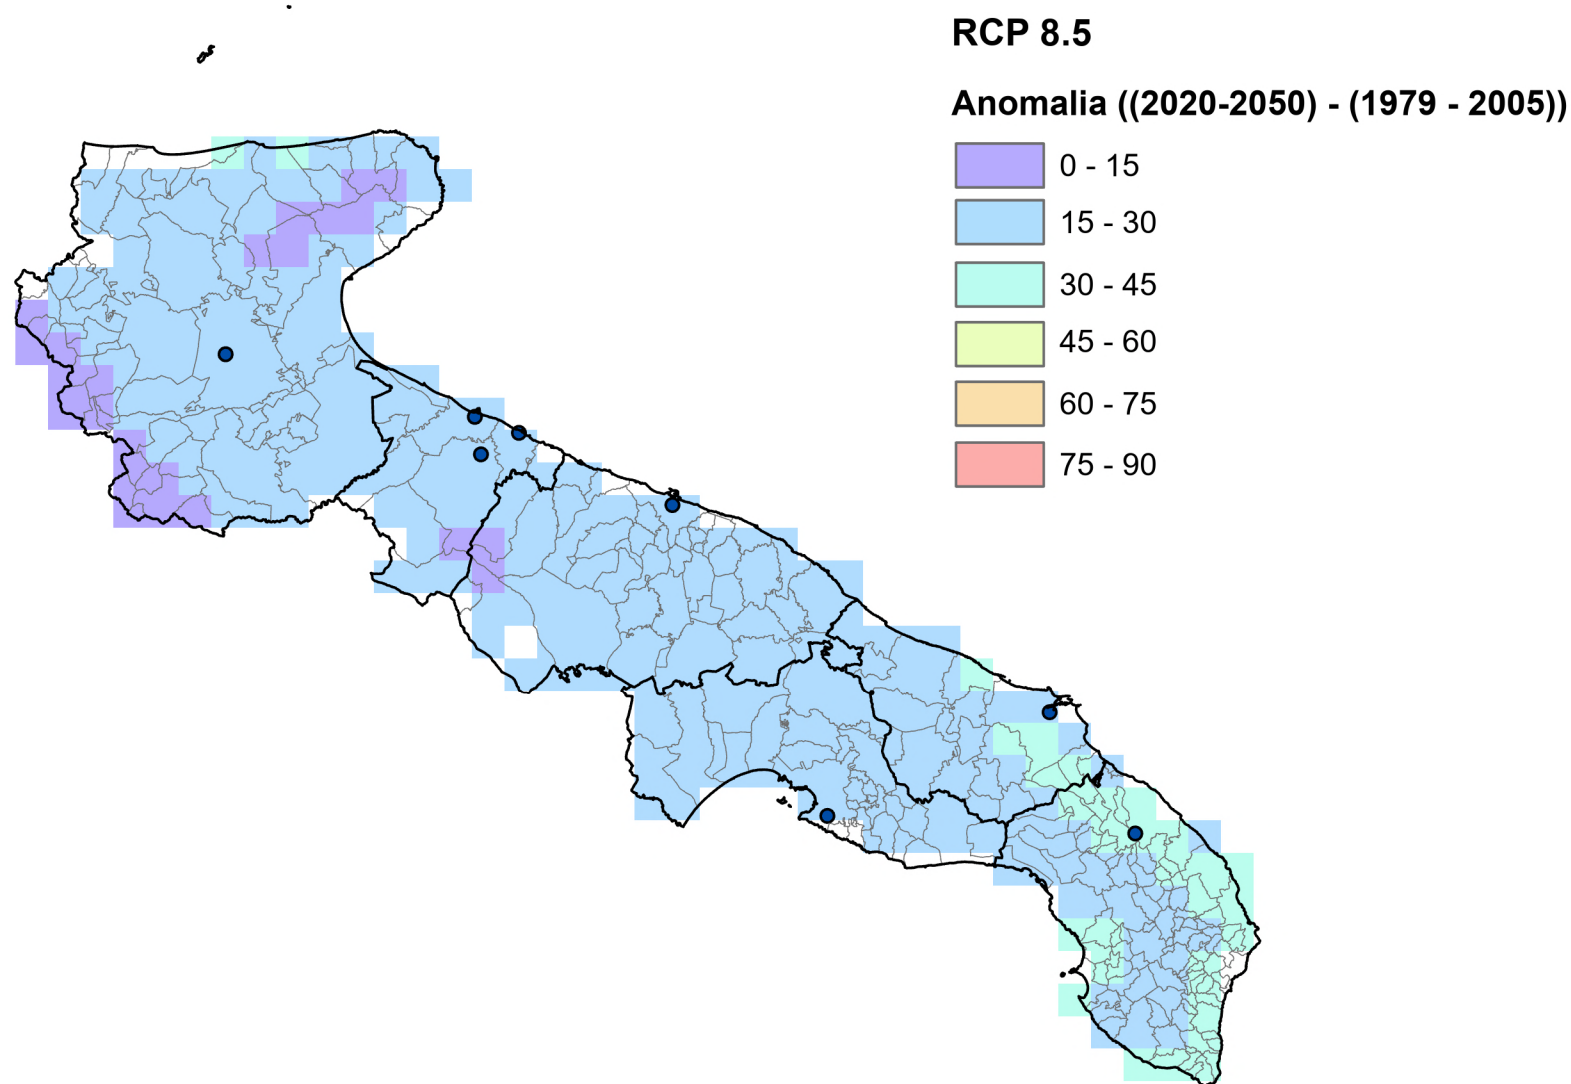 RCP 8.5
Anomalia ((2020-2050) - (1979 - 2005))
0 - 15
15 - 30
30 - 45
45 - 60
60 - 75
75 - 90